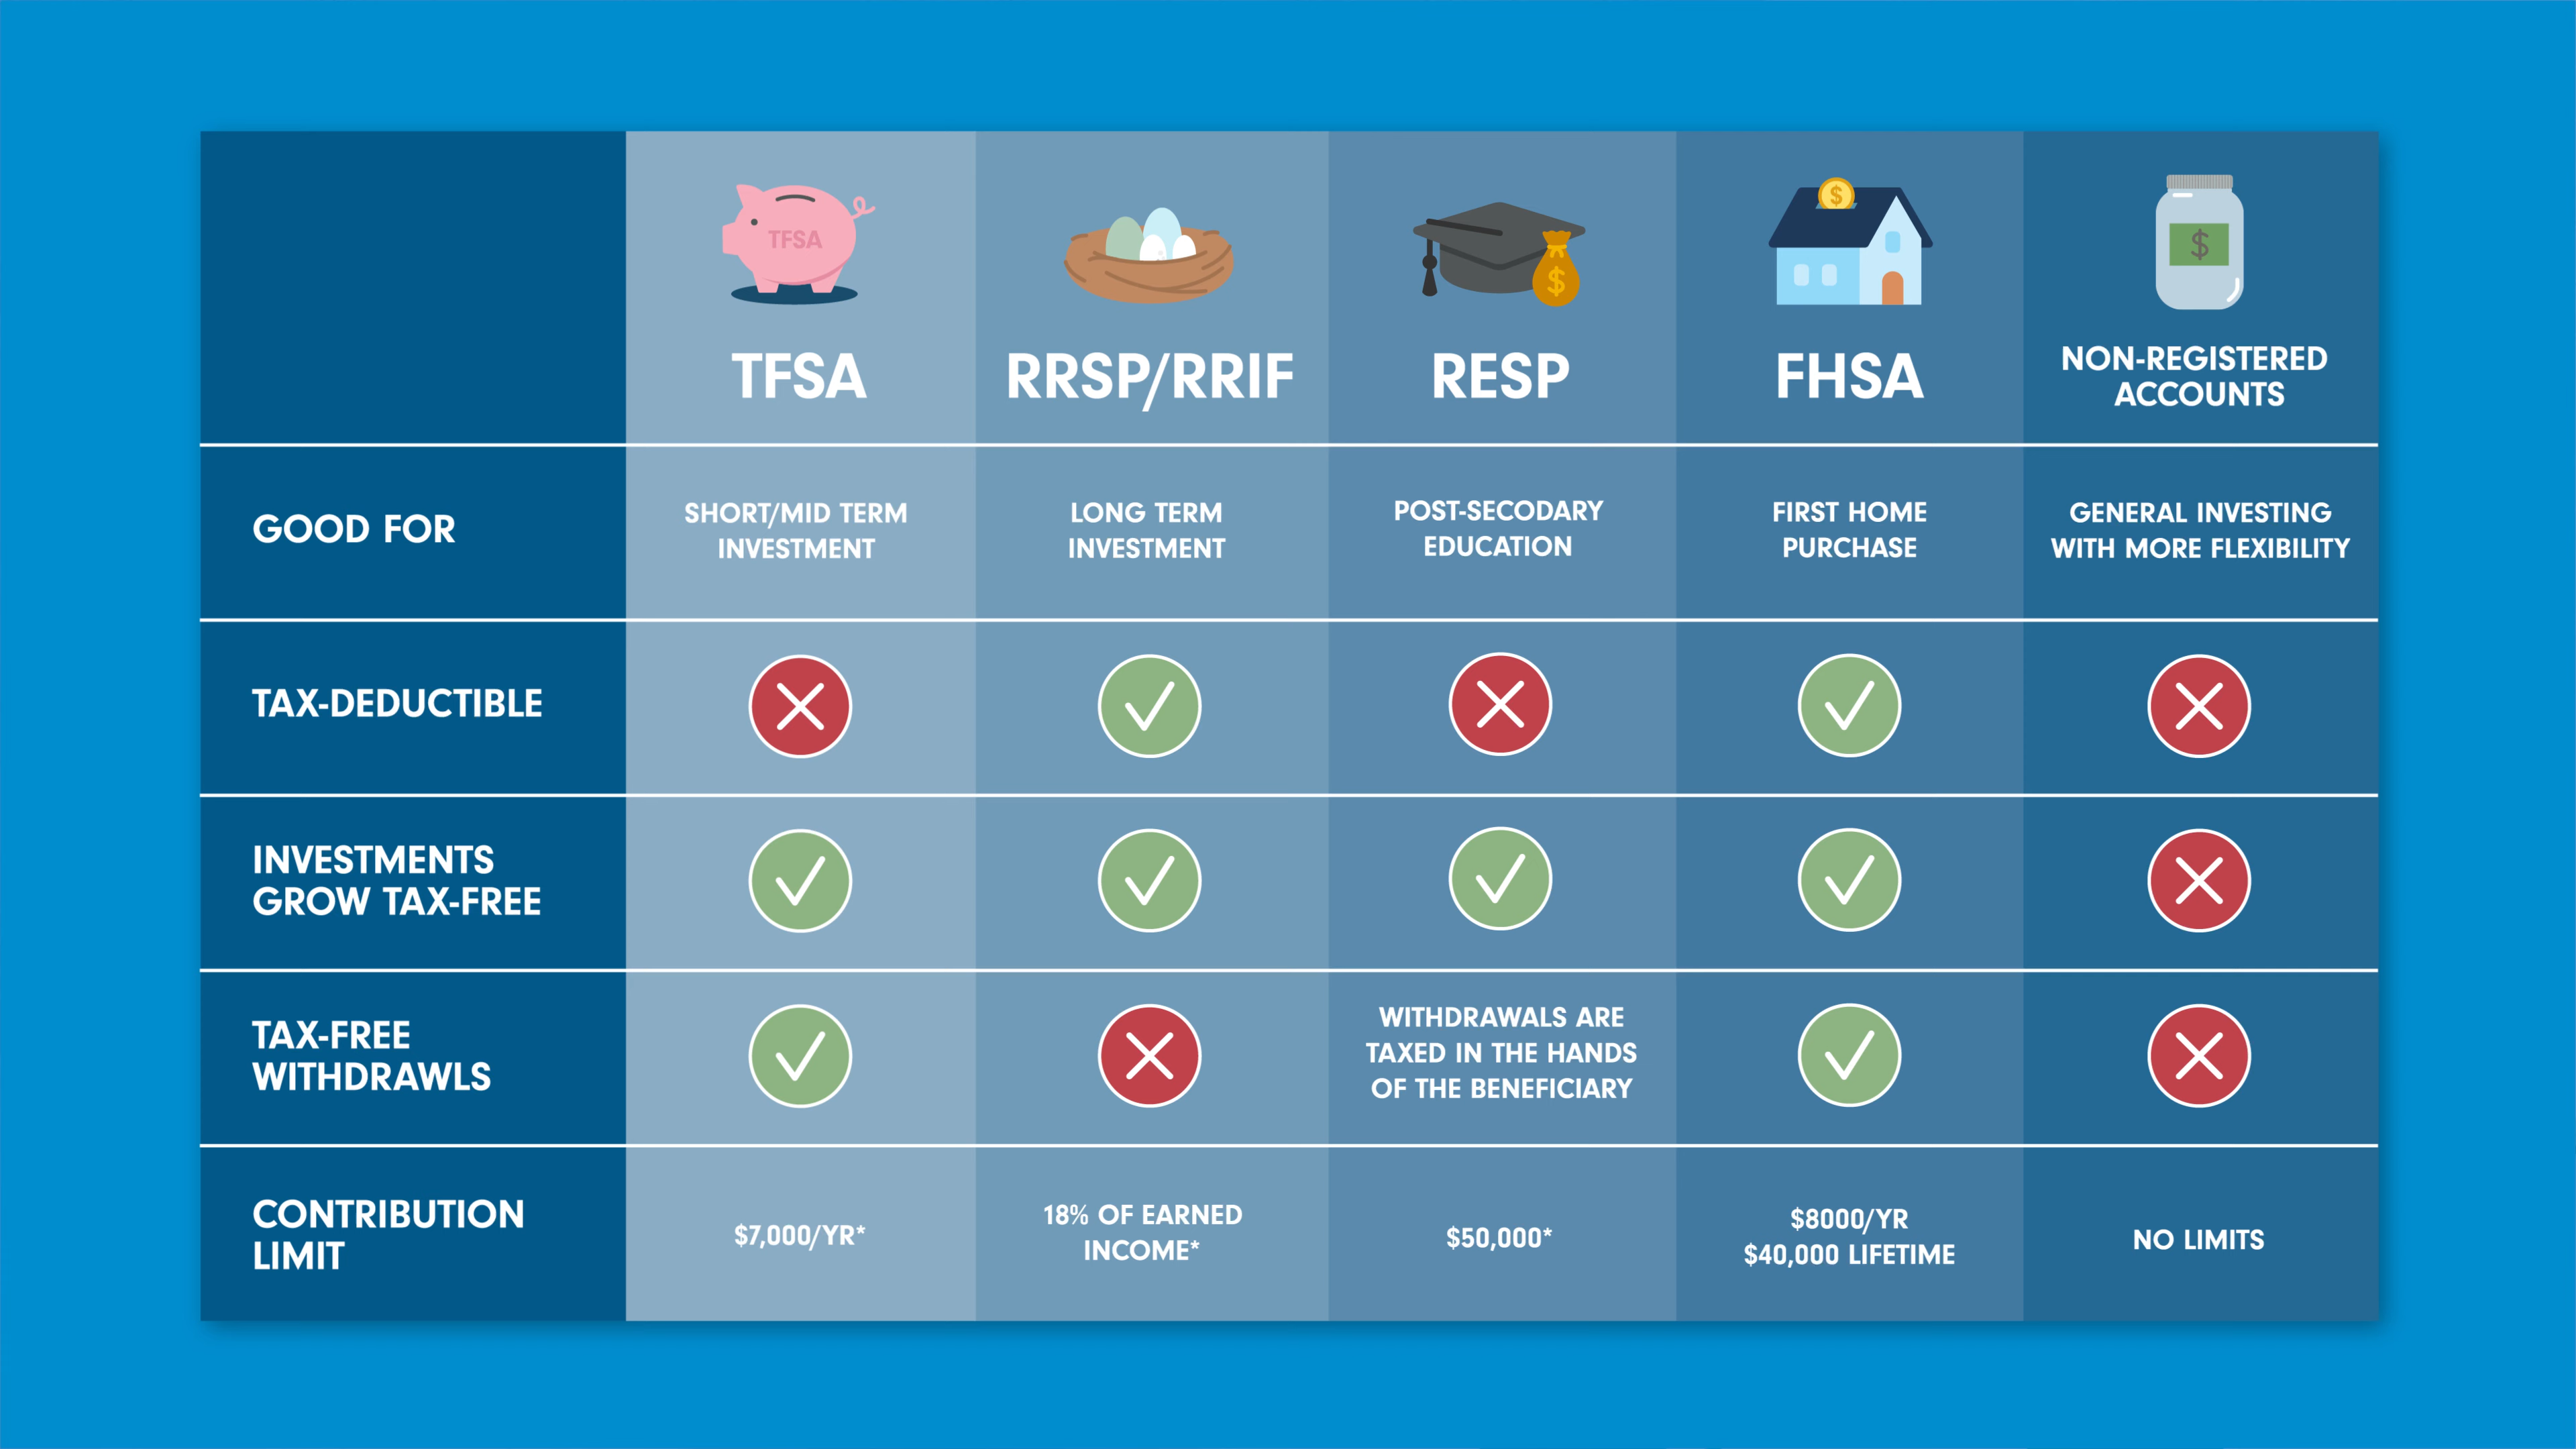 TFSA
TFSA
RRSP/RRIF
RESP
FHSA
NON-REGISTERED
ACCOUNTS
GOOD FOR
SHORT/MID TERM
INVESTMENT
LONG TERM
INVESTMENT
POST-SECODARY
EDUCATION
FIRST HOME
PURCHASE
GENERAL INVESTING
WITH MORE FLEXIBILITY
TAX-DEDUCTIBLE
INVESTMENTS
GROW TAX-FREE
TAX-FREE
WITHDRAWLS
WITHDRAWALS ARE
TAXED IN THE HANDS
OF THE BENEFICIARY
CONTRIBUTION
LIMIT
$7,000/YR*
18% OF EARNED
INCOME*
$50,000*
$8000/YR
$40,000 LIFETIME
NO LIMITS
$
$
$